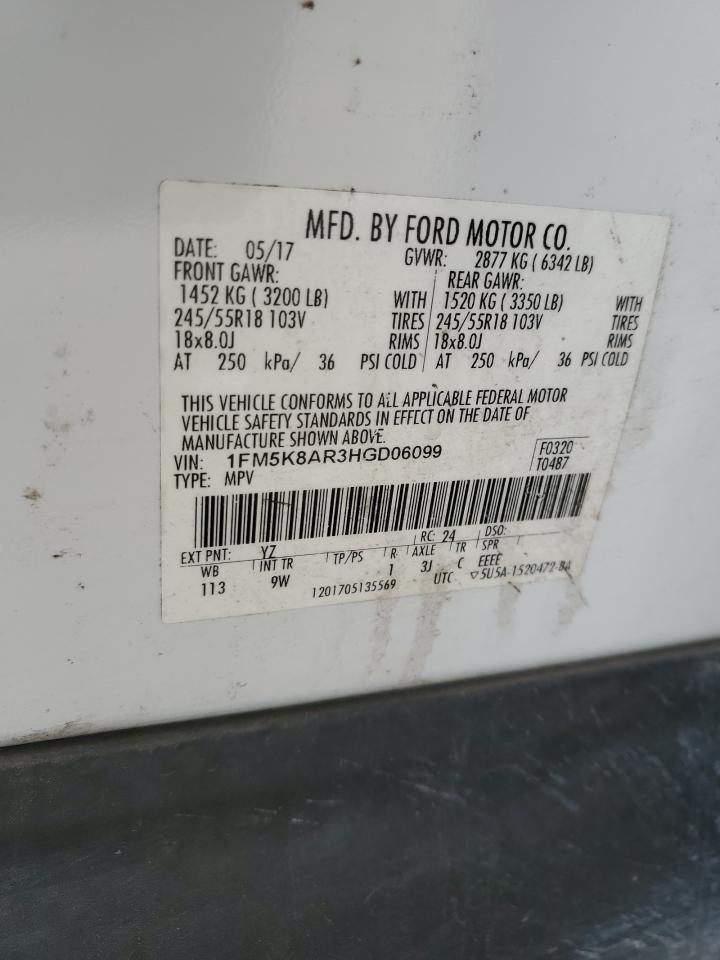 MFD. BY FORD MOTOR CO.
DATE: 05/17 GVWR: 2877 KG ( 6342 LB)
FRONT GAWR: REAR GAWR:
1452 KG ( 3200 LB) WITH 1520 KG ( 3350 LB) WITH
245/55R18 103V TIRES 245/55R18 103V TIRES
18x8.0J RIMS 18x8.0J RIMS
AT 250 kPa/ 36 PSI COLD AT 250 kPa/ 36 PSI COLD
THIS VEHICLE CONFORMS TO ALL APPLICABLE FEDERAL MOTOR
VEHICLE SAFETY STANDARDS IN EFFECT ON THE DATE OF
MANUFACTURE SHOWN ABOVE.
VIN: 1FM5K8AR3HGD06099 F0320
TYPE: MPV T0487
EXT PNT: YZ RC: 24 DSO:
WB INT TR TP/PS R AXLE TR SPR
113 9W 1 3J C EEEE
1201705135569 UTC ▽5U5A-1520472-BA